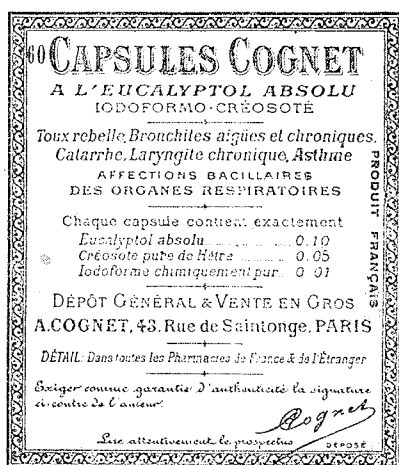 60 CAPSULES COGNET
A L'EUCALYPTOL ABSOLU
IODOFORMO-CRÉOSOTÉ
Toux rebelle, Bronchites aigües et chroniques,
Catarrhe, Laryngite chronique, Asthme
AFFECTIONS BACILLAIRES
DES ORGANES RESPIRATOIRES
Chaque capsule contient exactement
Eucalyptol absolu......... 0.10
Créosote pure de Hêtre ......... 0.05
Iodoforme chimiquement pur.. 0 01
DÉPÔT GÉNÉRAL & VENTE EN GROS
A.COGNET, 43, Rue de Saintonge, PARIS
DÉTAIL: Dans toutes les Pharmacies de France & de l'Étranger
Exiger comme garantie d'authenticité la signature
ci-contre de l'auteur.
Cognet
Lire attentivement le prospectus
DÉPOSÉ
PRODUIT FRANÇAIS